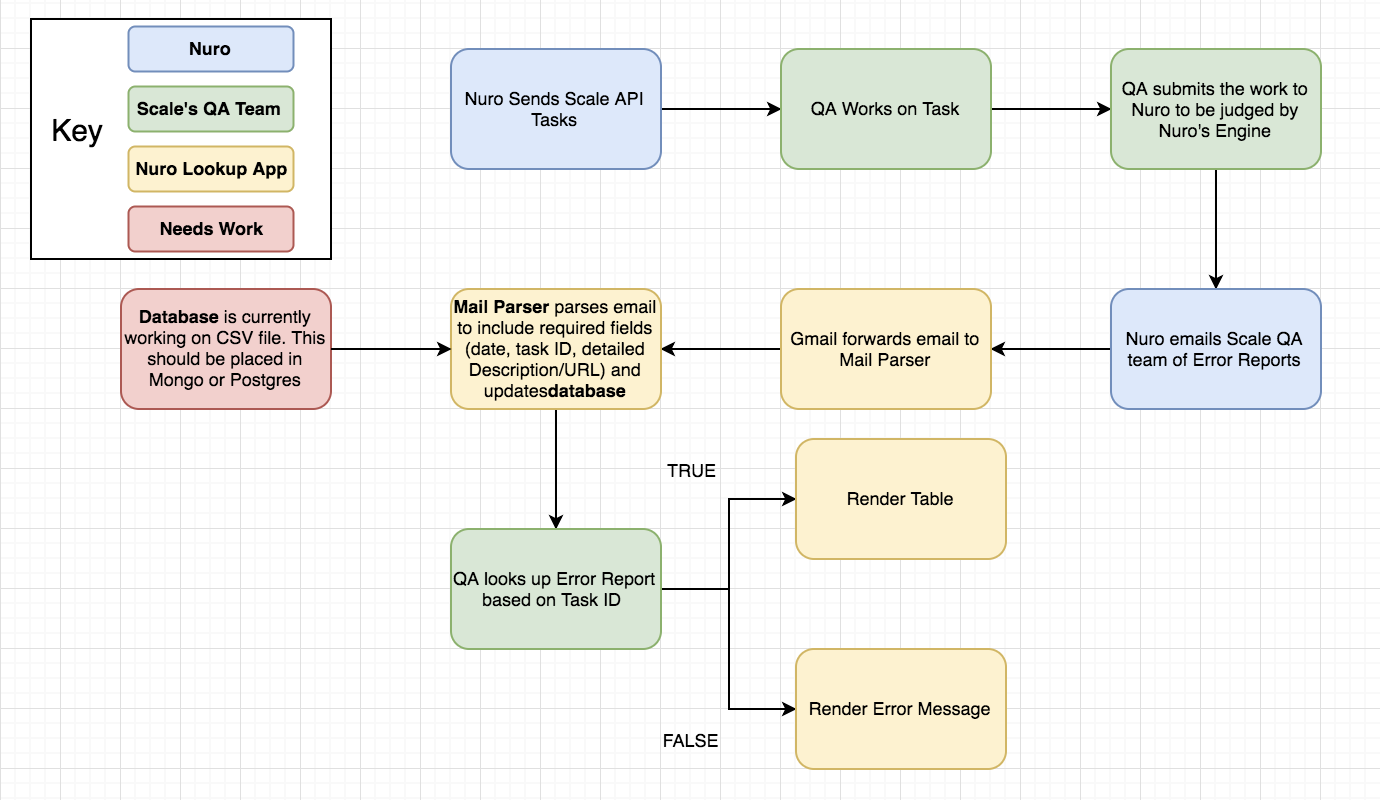 Key
Nuro
Scale's QA Team
Nuro Lookup App
Needs Work
Nuro Sends Scale API
Tasks
QA Works on Task
QA submits the work to
Nuro to be judged by
Nuro's Engine
Database is currently
working on CSV file. This
should be placed in
Mongo or Postgres
Mail Parser parses email
to include required fields
(date, task ID, detailed
Description/URL) and
updatesdatabase
Gmail forwards email to
Mail Parser
Nuro emails Scale QA
team of Error Reports
TRUE
Render Table
QA looks up Error Report
based on Task ID
Render Error Message
FALSE